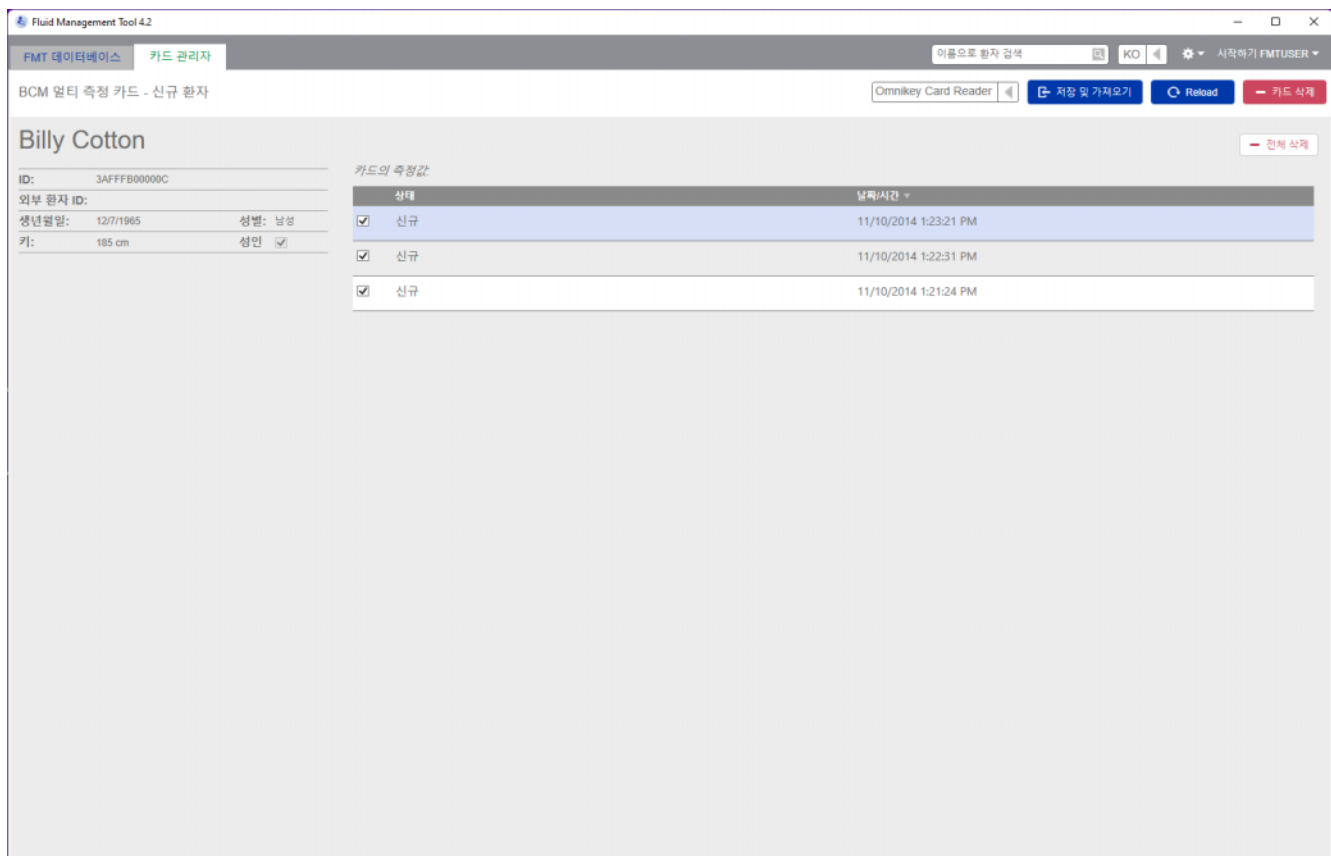 Fluid Management Tool 4.2
FMT 데이터베이스 카드 관리자 이름으로 환자 검색 KO 시작하기 FMTUSER
BCM 멀티 측정 카드 - 신규 환자 Omnikey Card Reader 저장 및 가져오기 Reload 카드 삭제
Billy Cotton 전체 삭제
카드의 측정값:
ID: 3AFFFB00000C
외부 환자 ID:
생년월일: 12/7/1965 성별: 남성
키: 185 cm 성인
상태 날짜/시간
신규 11/10/2014 1:23:21 PM
신규 11/10/2014 1:22:31 PM
신규 11/10/2014 1:21:24 PM